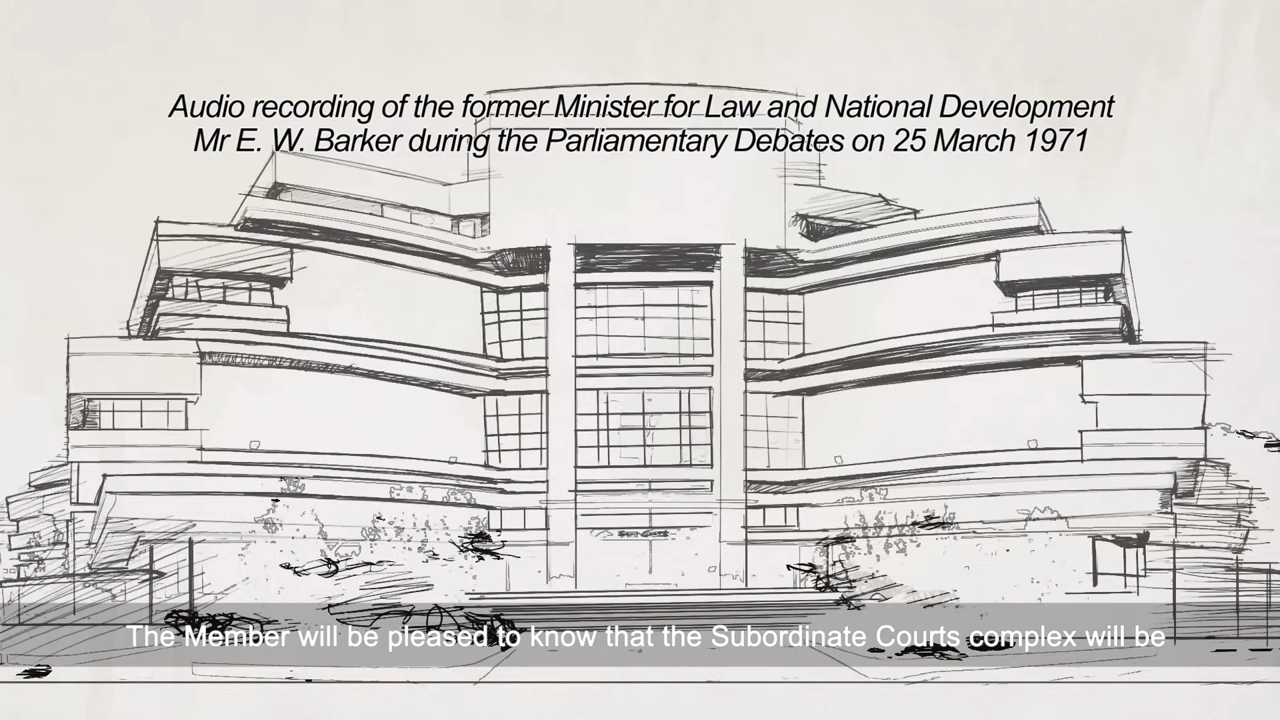 Audio recording of the former Minister for Law and National Development
Mr E. W. Barker during the Parliamentary Debates on 25 March 1971
The Member will be pleased to know that the Subordinate Courts complex will be